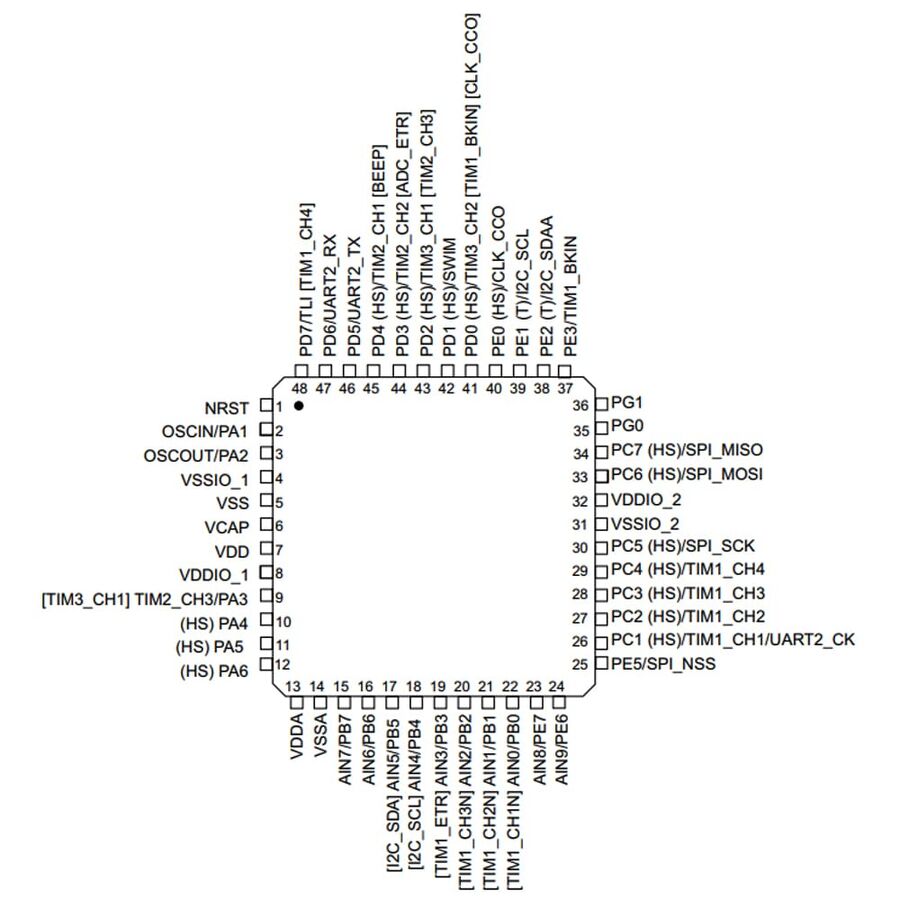 PD7/TLI [TIM1_CH4]
PD6/UART2_RX
PD5/UART2_TX
PD4 (HS)/TIM2_CH1 [BEEP]
PD3 (HS)/TIM2_CH2 [ADC_ETR]
PD2 (HS)/TIM3_CH1 [TIM2_CH3]
PD1 (HS)/SWIM
PD0 (HS)/TIM3_CH2 [TIM1_BKIN] [CLK_CCO]
PE0 (HS)/CLK_CCO
PE1 (T)/I2C_SCL
PE2 (T)/I2C_SDAA
PE3/TIM1_BKIN
48 47 46 45 44 43 42 41 40 39 38 37
NRST 1
OSCIN/PA1 2
OSCOUT/PA2 3
VSSIO_1 4
VSS 5
VCAP 6
VDD 7
VDDIO_1 8
[TIM3_CH1] TIM2_CH3/PA3 9
(HS) PA4 10
(HS) PA5 11
(HS) PA6 12
36 PG1
35 PG0
34 PC7 (HS)/SPI_MISO
33 PC6 (HS)/SPI_MOSI
32 VDDIO_2
31 VSSIO_2
30 PC5 (HS)/SPI_SCK
29 PC4 (HS)/TIM1_CH4
28 PC3 (HS)/TIM1_CH3
27 PC2 (HS)/TIM1_CH2
26 PC1 (HS)/TIM1_CH1/UART2_CK
25 PE5/SPI_NSS
13 14 15 16 17 18 19 20 21 22 23 24
VDDA
VSSA
AIN7/PB7
AIN6/PB6
[I2C_SDA] AIN5/PB5
[I2C_SCL] AIN4/PB4
[TIM1_ETR] AIN3/PB3
[TIM1_CH3N] AIN2/PB2
[TIM1_CH2N] AIN1/PB1
[TIM1_CH1N] AIN0/PB0
AIN8/PE7
AIN9/PE6